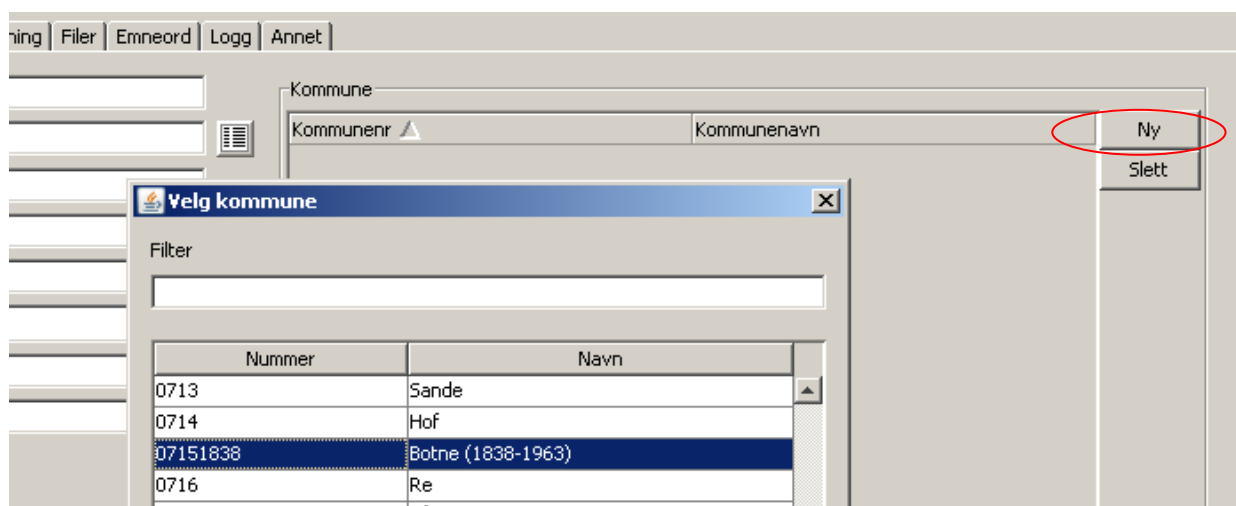 ning Filer Emneord Logg Annet
Kommune
Kommunenr Kommunenavn Ny
Slett
Velg kommune
Filter
Nummer Navn
0713 Sande
0714 Hof
07151838 Botne (1838-1963)
0716 Re